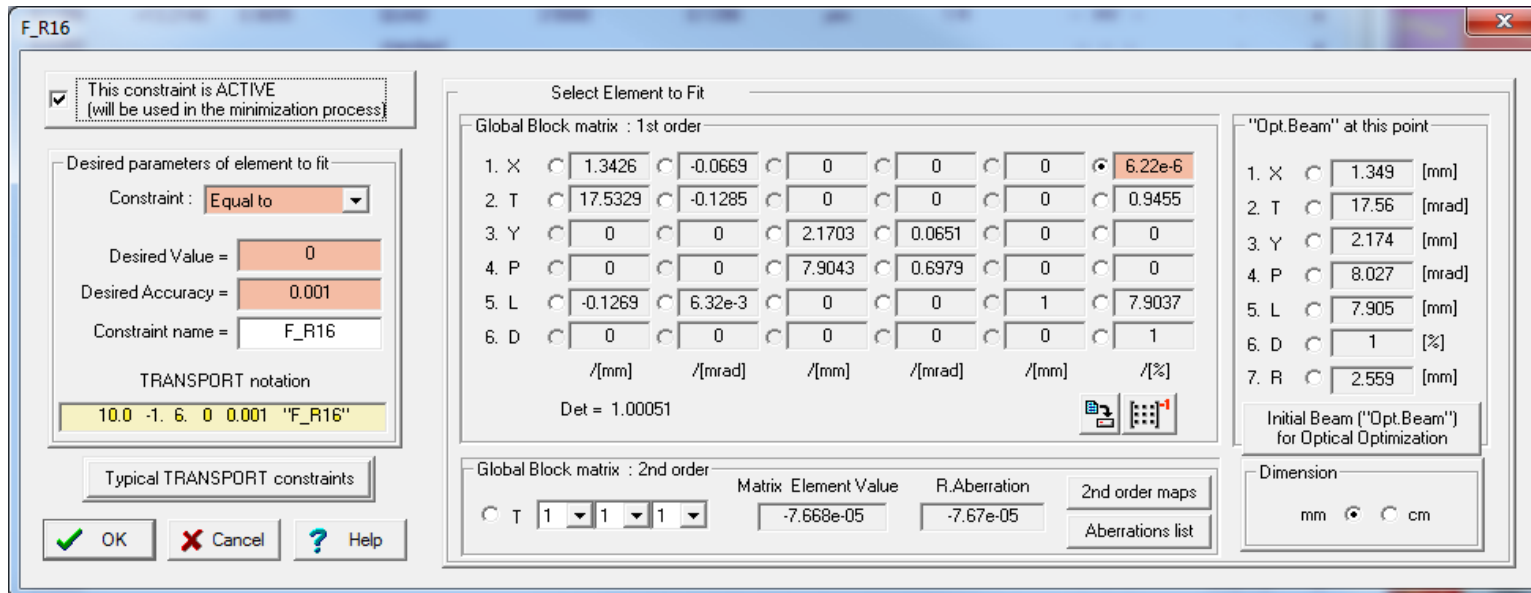 F_R16
This constraint is ACTIVE
(will be used in the minimization process)
Desired parameters of element to fit
Constraint : Equal to
Desired Value = 0
Desired Accuracy = 0.001
Constraint name = F_R16
TRANSPORT notation
10.0 -1. 6. 0 0.001 "F_R16"
Typical TRANSPORT constraints
OK Cancel ? Help
Select Element to Fit
Global Block matrix : 1st order
1. X 1.3426 -0.0669 0 0 0 6.22e-6
2. T 17.5329 -0.1285 0 0 0 0.9455
3. Y 0 0 2.1703 0.0651 0 0
4. P 0 0 7.9043 0.6979 0 0
5. L -0.1269 6.32e-3 0 0 1 7.9037
6. D 0 0 0 0 0 1
/[mm] /[mrad] /[mm] /[mrad] /[mm] /[%]
Det = 1.00051
[:::]-1
Global Block matrix : 2nd order
Matrix Element Value R.Aberration
T 1 1 1 -7.668e-05 -7.67e-05
2nd order maps
Aberrations list
"Opt.Beam" at this point
1. X 1.349 [mm]
2. T 17.56 [mrad]
3. Y 2.174 [mm]
4. P 8.027 [mrad]
5. L 7.905 [mm]
6. D 1 [%]
7. R 2.559 [mm]
Initial Beam ("Opt.Beam")
for Optical Optimization
Dimension
mm cm